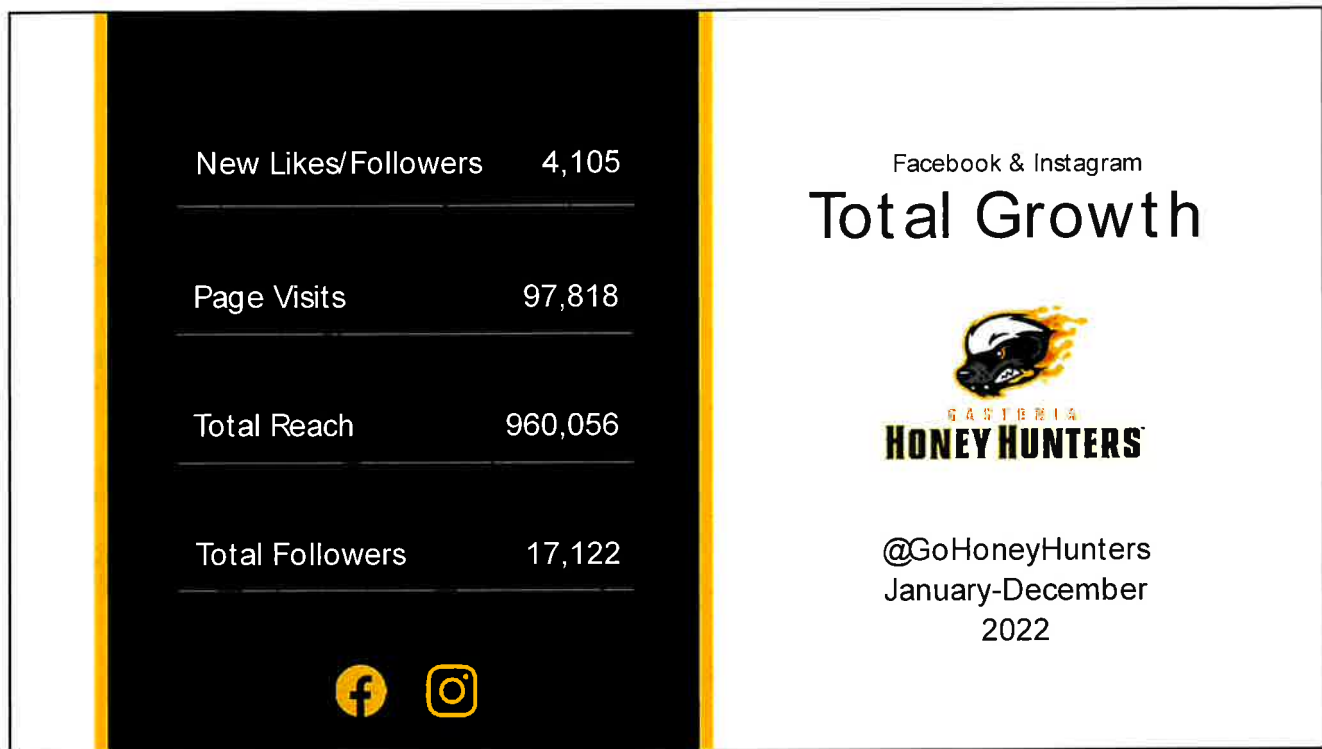 New Likes/Followers 4,105
Page Visits 97,818
Total Reach 960,056
Total Followers 17,122
Facebook & Instagram
Total Growth
GASTONIA
HONEY HUNTERS
@GoHoneyHunters
January-December
2022